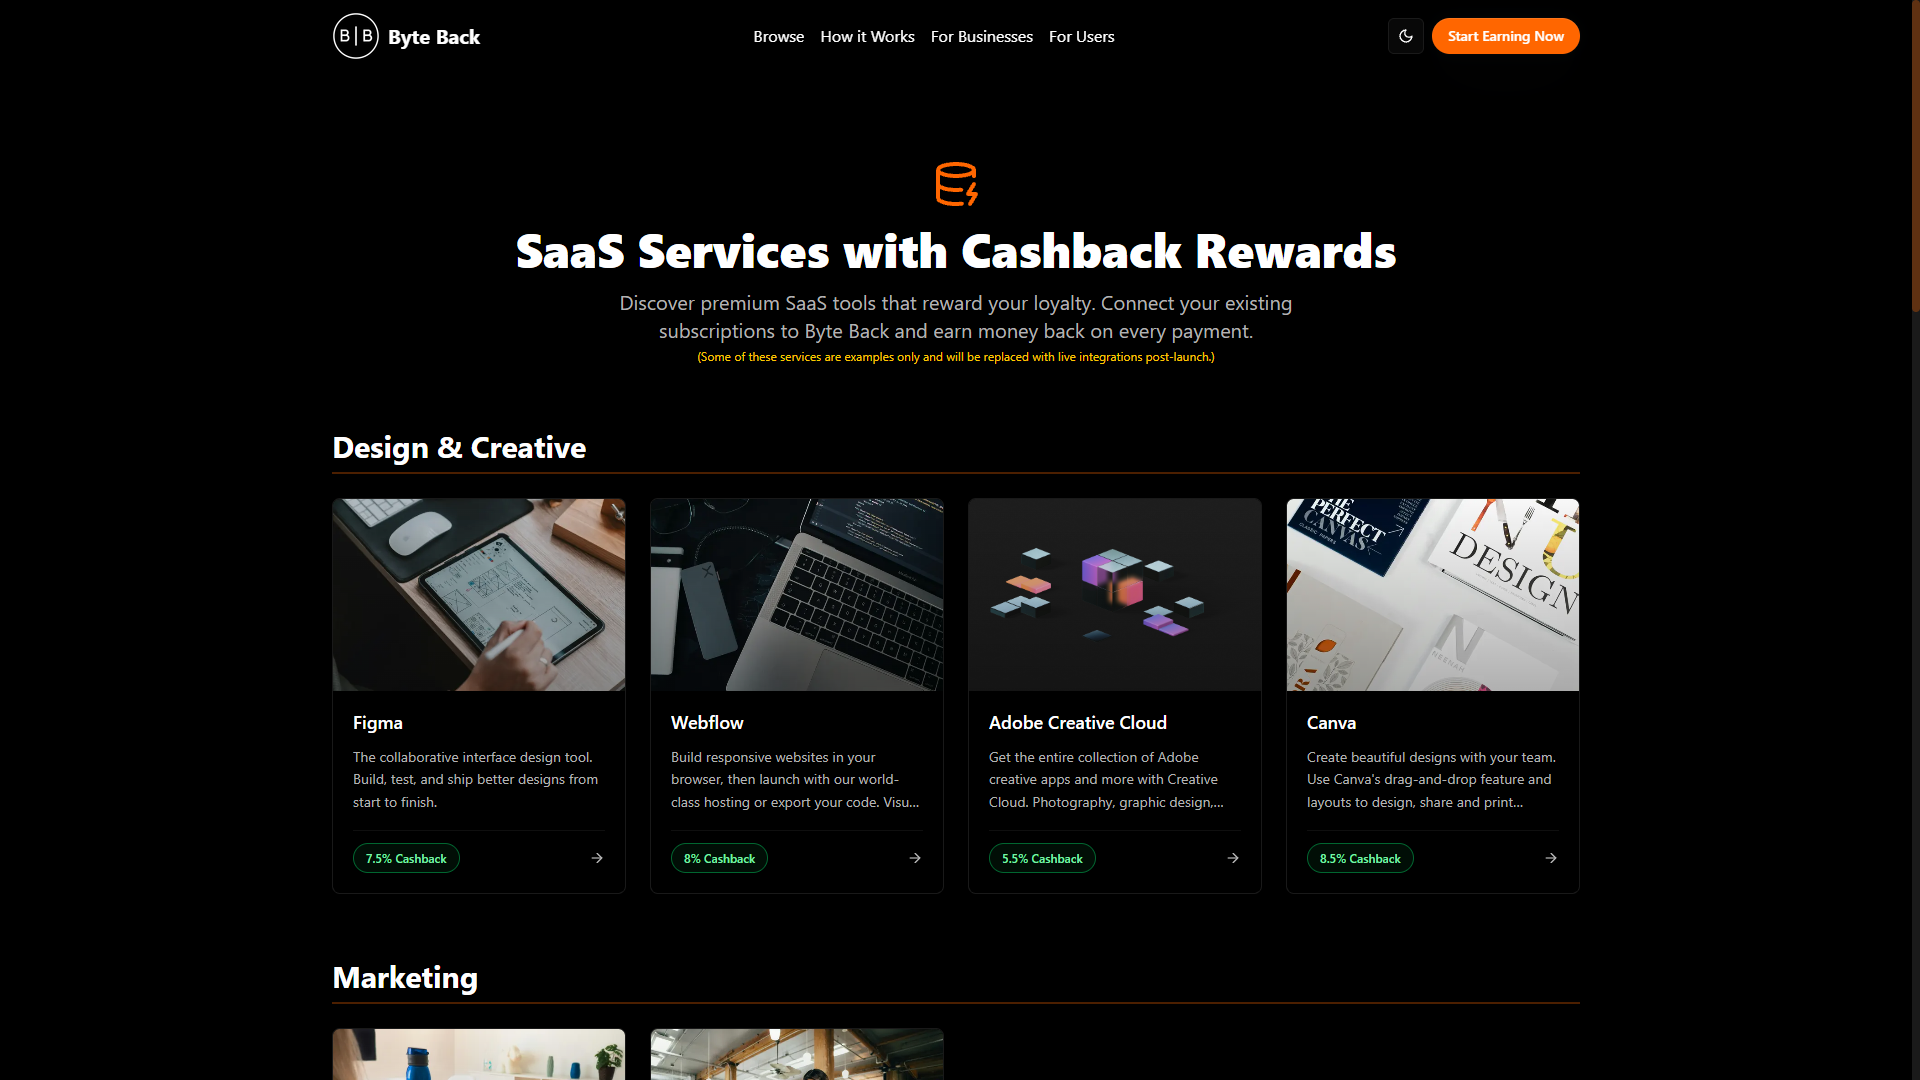 B|B Byte Back
Browse How it Works For Businesses For Users
Start Earning Now
SaaS Services with Cashback Rewards
Discover premium SaaS tools that reward your loyalty. Connect your existing
subscriptions to Byte Back and earn money back on every payment.
(Some of these services are examples only and will be replaced with live integrations post-launch.)
Design & Creative
THE
PERFECT
CANVAS
DESIGN
N
NEENAH
Figma
The collaborative interface design tool.
Build, test, and ship better designs from
start to finish.
7.5% Cashback
Webflow
Build responsive websites in your
browser, then launch with our world-
class hosting or export your code. Visu...
8% Cashback
Adobe Creative Cloud
Get the entire collection of Adobe
creative apps and more with Creative
Cloud. Photography, graphic design,...
5.5% Cashback
Canva
Create beautiful designs with your team.
Use Canva's drag-and-drop feature and
layouts to design, share and print...
8.5% Cashback
Marketing